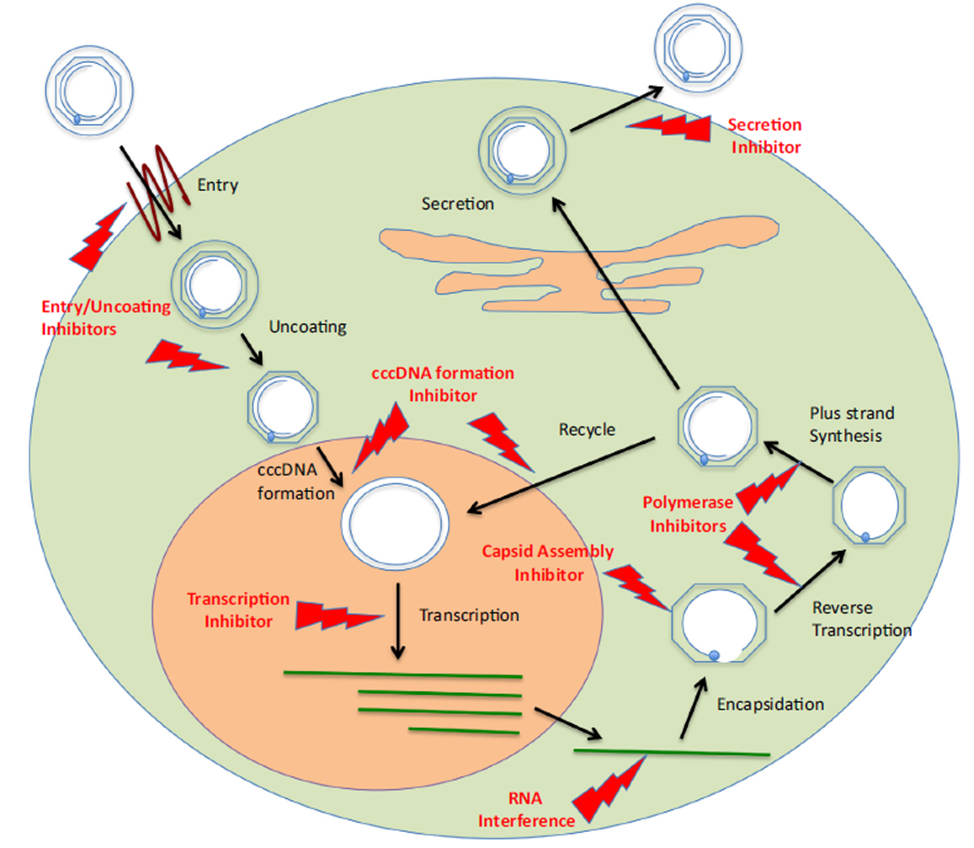 Secretion
Inhibitor
Entry
Secretion
Entry/Uncoating
Inhibitors
Uncoating
cccDNA formation
Inhibitor
Recycle
Plus strand
Synthesis
cccDNA
formation
Polymerase
Inhibitors
Capsid Assembly
Inhibitor
Transcription
Inhibitor
Transcription
Reverse
Transcription
Encapsidation
RNA
Interference